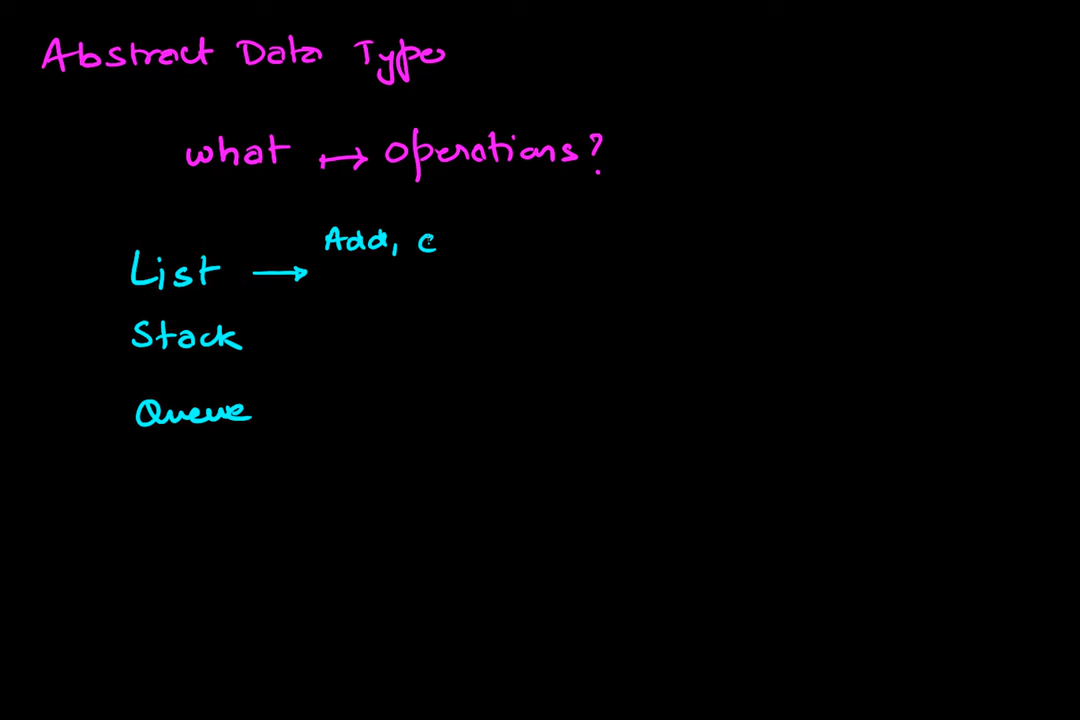 Abstract Data Type
what ↦ operations?
List → Add, c
Stack
Queue